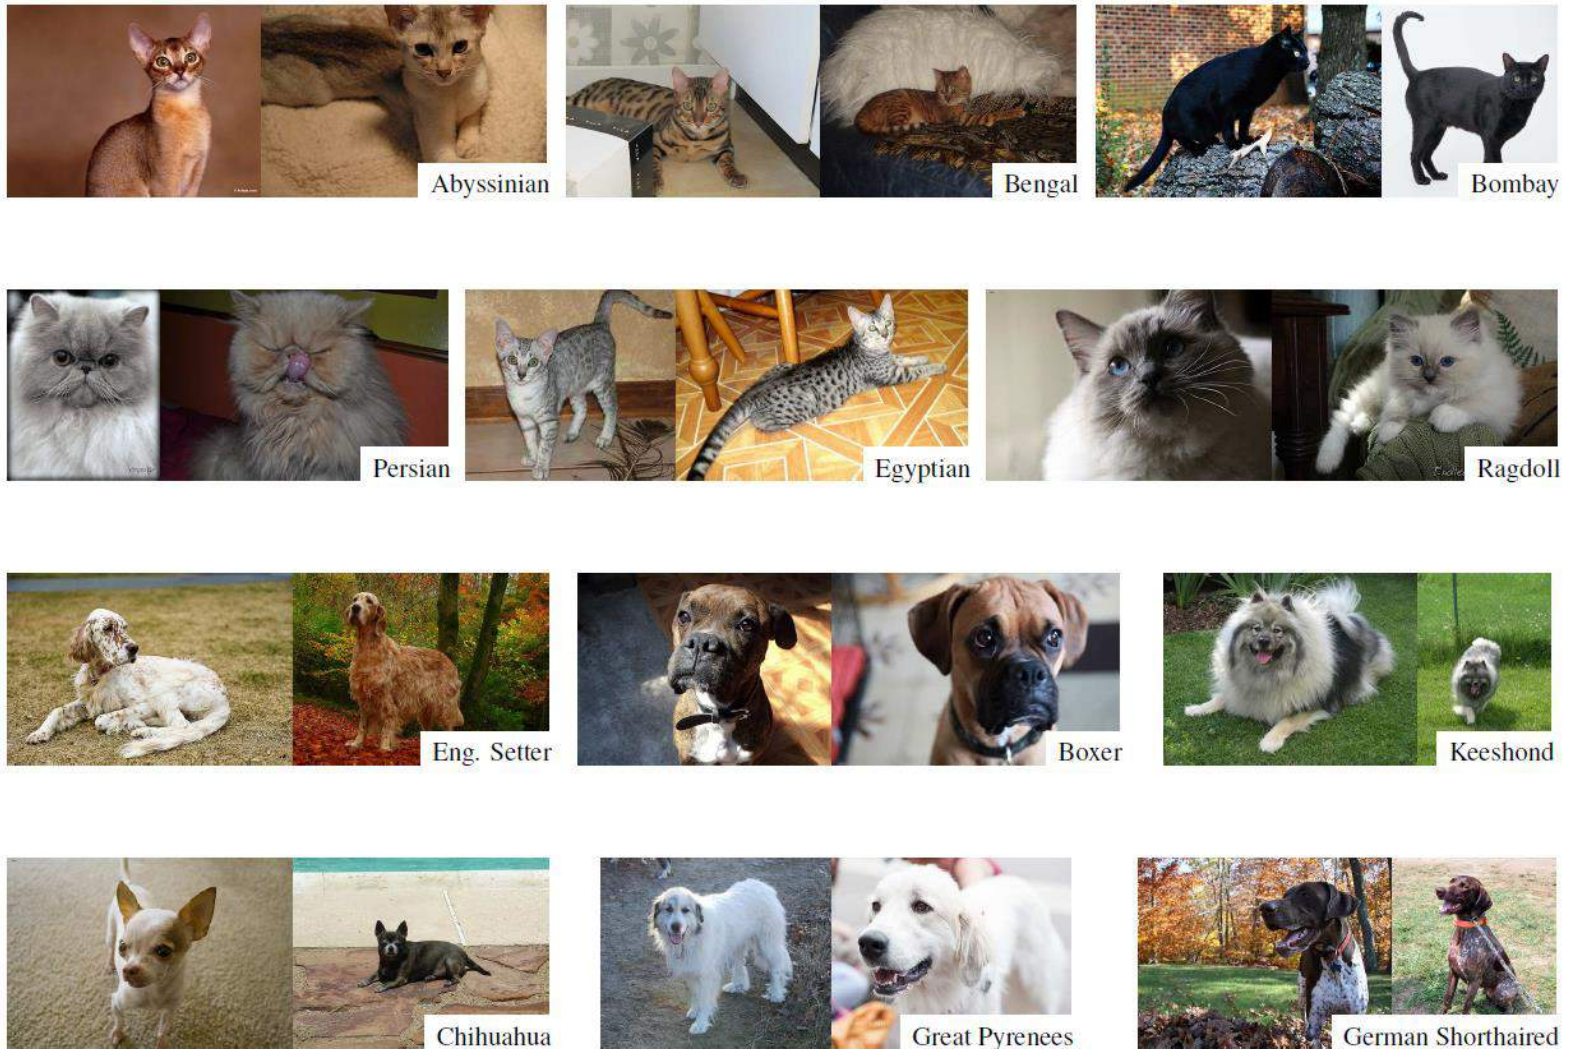 Abyssinian
Bengal
Bombay
Persian
Egyptian
Ragdoll
Eng. Setter
Boxer
Keeshond
Chihuahua
Great Pyrenees
German Shorthaired